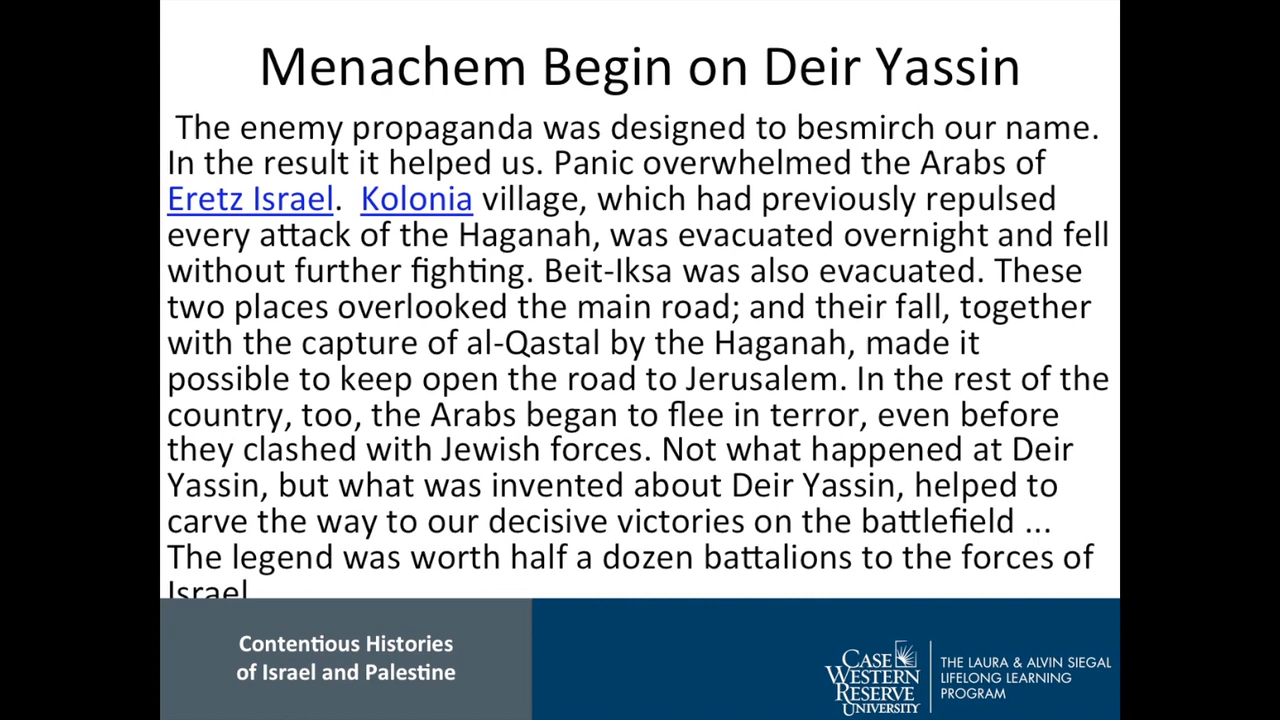 Menachem Begin on Deir Yassin
The enemy propaganda was designed to besmirch our name.
In the result it helped us. Panic overwhelmed the Arabs of
Eretz Israel.  Kolonia village, which had previously repulsed
every attack of the Haganah, was evacuated overnight and fell
without further fighting. Beit-Iksa was also evacuated. These
two places overlooked the main road; and their fall, together
with the capture of al-Qastal by the Haganah, made it
possible to keep open the road to Jerusalem. In the rest of the
country, too, the Arabs began to flee in terror, even before
they clashed with Jewish forces. Not what happened at Deir
Yassin, but what was invented about Deir Yassin, helped to
carve the way to our decisive victories on the battlefield ...
The legend was worth half a dozen battalions to the forces of
Israel
Contentious Histories
of Israel and Palestine
CASE
WESTERN
RESERVE
UNIVERSITY
THE LAURA & ALVIN SIEGAL
LIFELONG LEARNING
PROGRAM